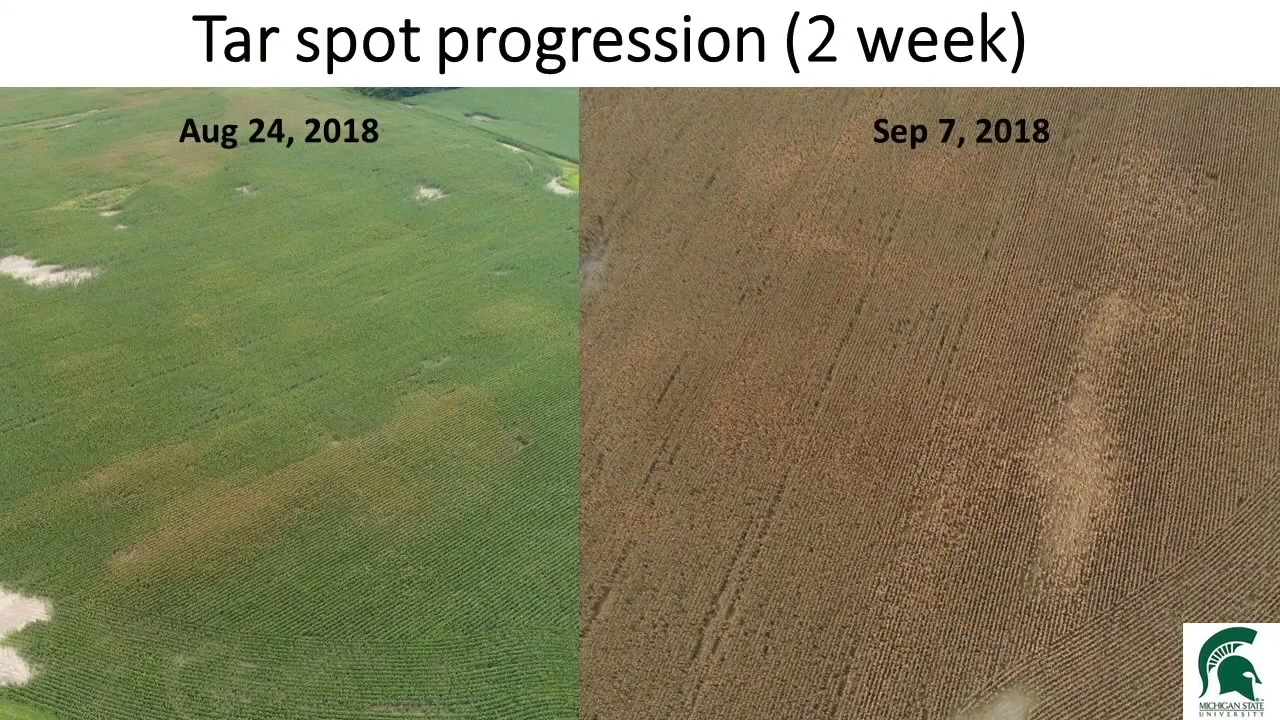 Tar spot progression (2 week)
Aug 24, 2018
Sep 7, 2018
MICHIGAN STATE
UNIVERSITY